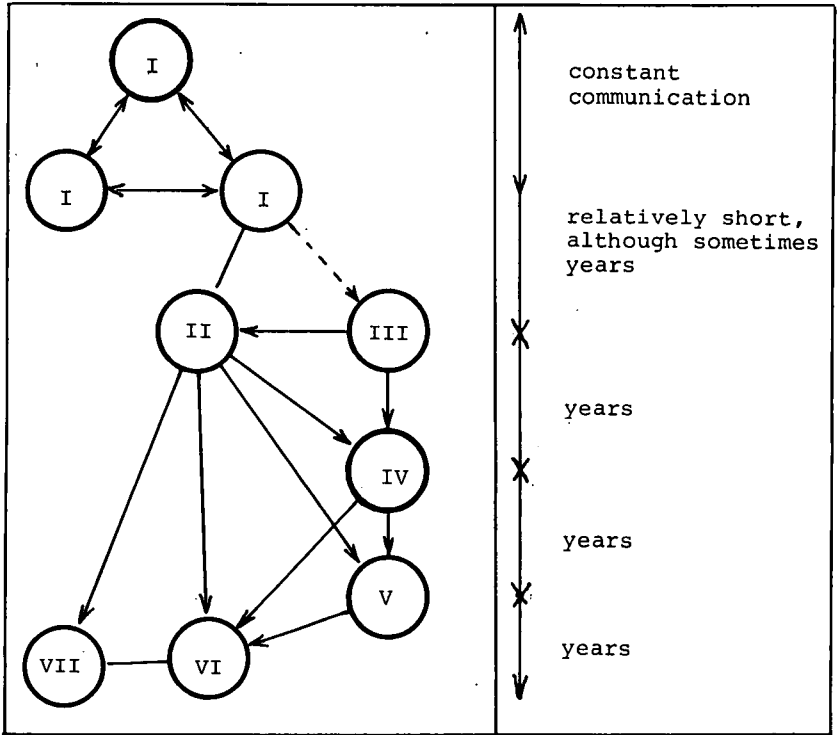 I
I
I
II
III
IV
V
VI
VII
constant
communication
relatively short,
although sometimes
years
years
years
years